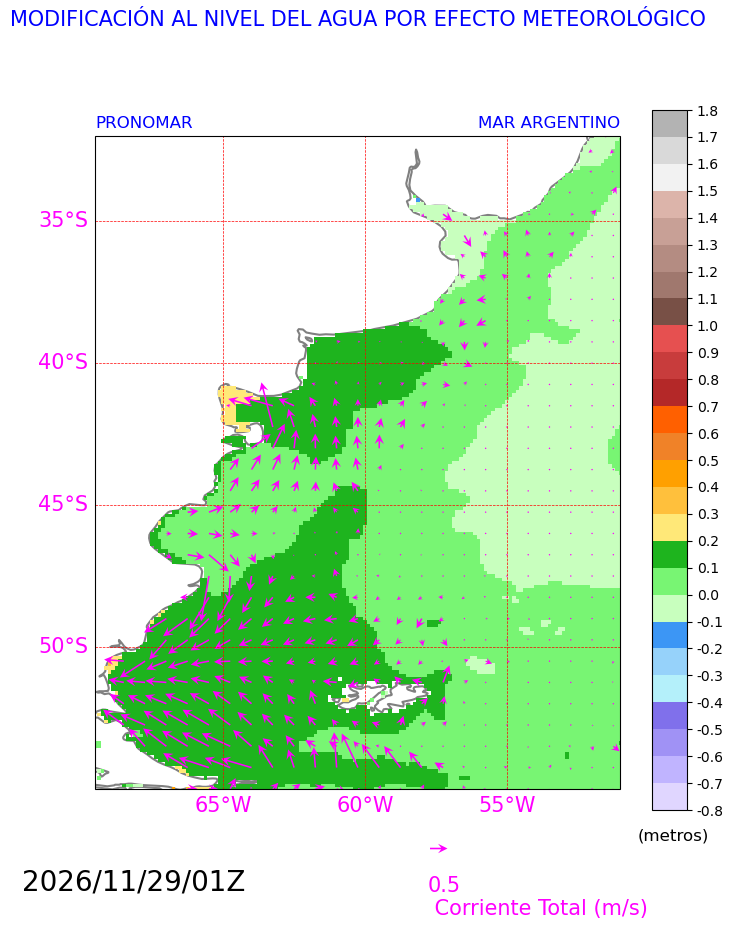 MODIFICACIÓN AL NIVEL DEL AGUA POR EFECTO METEOROLÓGICO
PRONOMAR
MAR ARGENTINO
35°S
40°S
45°S
50°S
65°W
60°W
55°W
1.8
1.7
1.6
1.5
1.4
1.3
1.2
1.1
1.0
0.9
0.8
0.7
0.6
0.5
0.4
0.3
0.2
0.1
0.0
-0.1
-0.2
-0.3
-0.4
-0.5
-0.6
-0.7
-0.8
(metros)
2026/11/29/01Z
0.5
Corriente Total (m/s)